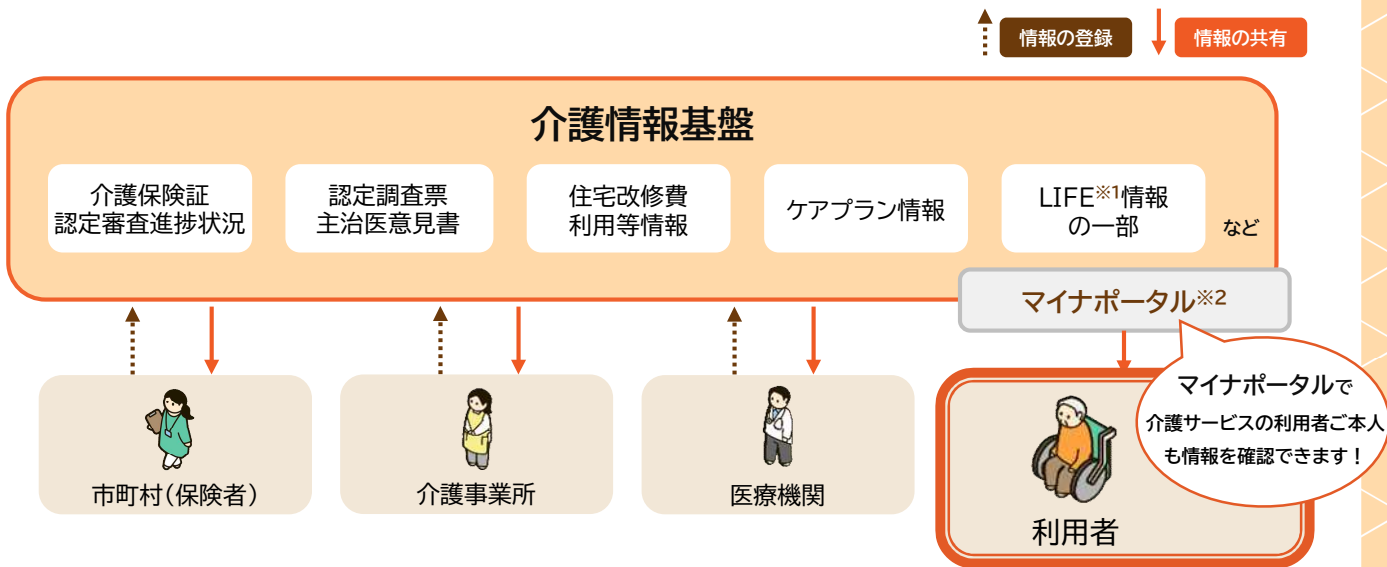 情報の登録
情報の共有
介護情報基盤
介護保険証
認定審査進捗状況
認定調査票
主治医意見書
住宅改修費
利用等情報
ケアプラン情報
LIFE※1情報
の一部
など
マイナポータル※2
マイナポータルで
介護サービスの利用者ご本人
も情報を確認できます！
市町村(保険者)
介護事業所
医療機関
利用者